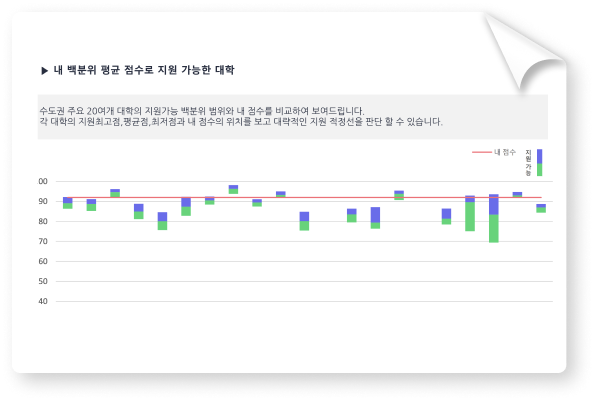 ▶ 내 백분위 평균 점수로 지원 가능한 대학
수도권 주요 20여개 대학의 지원가능 백분위 범위와 내 점수를 비교하여 보여드립니다.
각 대학의 지원최고점,평균점,최저점과 내 점수의 위치를 보고 대략적인 지원 적정선을 판단 할 수 있습니다.
내 점수
지원가능
00
90
80
70
60
50
40